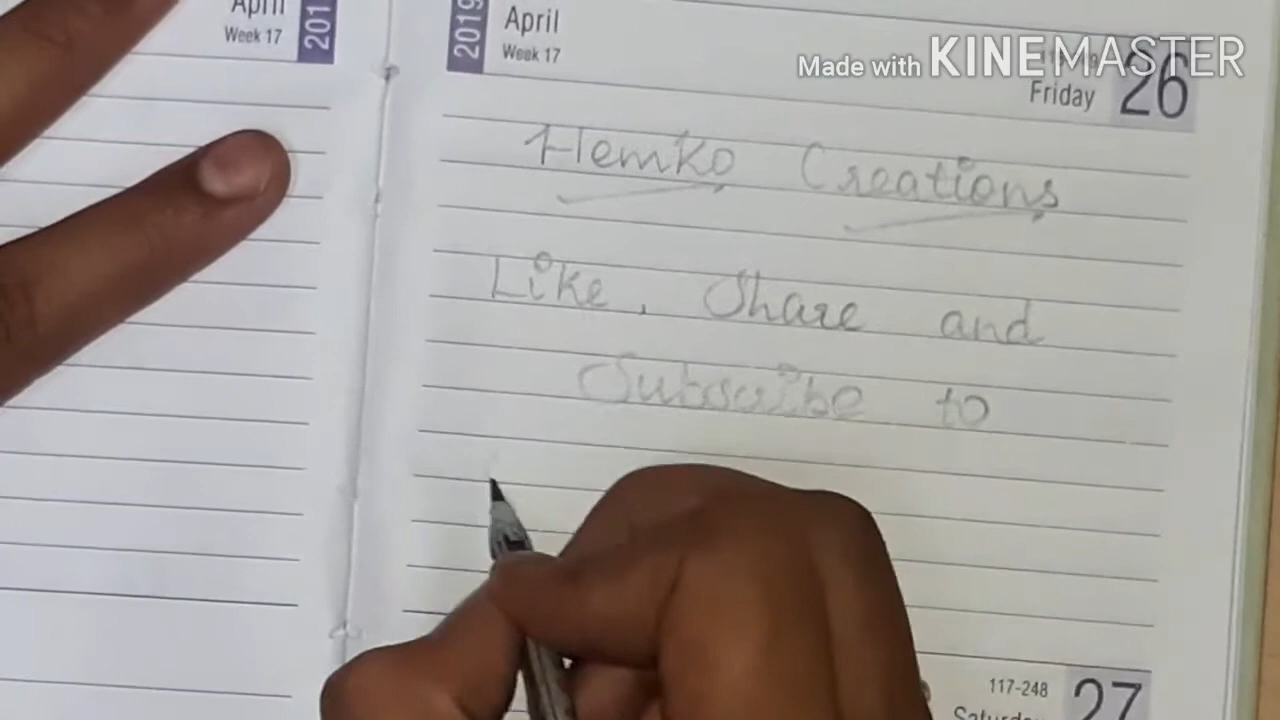 April
Week 17
201
2019
April
Week 17
Made with KINEMASTER
Friday
26
Hemko Creations
Like, Share and
Subscribe to
117-248
27